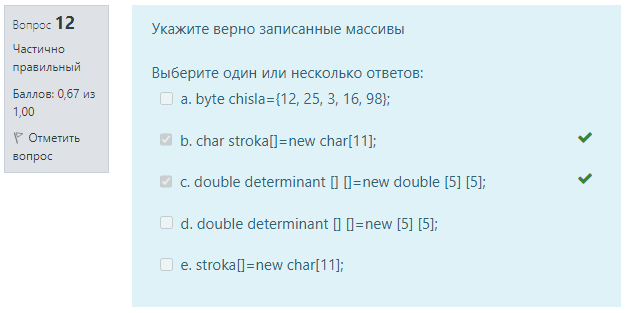 Вопрос 12
Частично
правильный
Баллов: 0,67 из
1,00
Отметить
вопрос
Укажите верно записанные массивы
Выберите один или несколько ответов:
a. byte chisla={12, 25, 3, 16, 98};
b. char stroka[]=new char[11];
c. double determinant [] []=new double [5] [5];
d. double determinant [] []=new [5] [5];
e. stroka[]=new char[11];